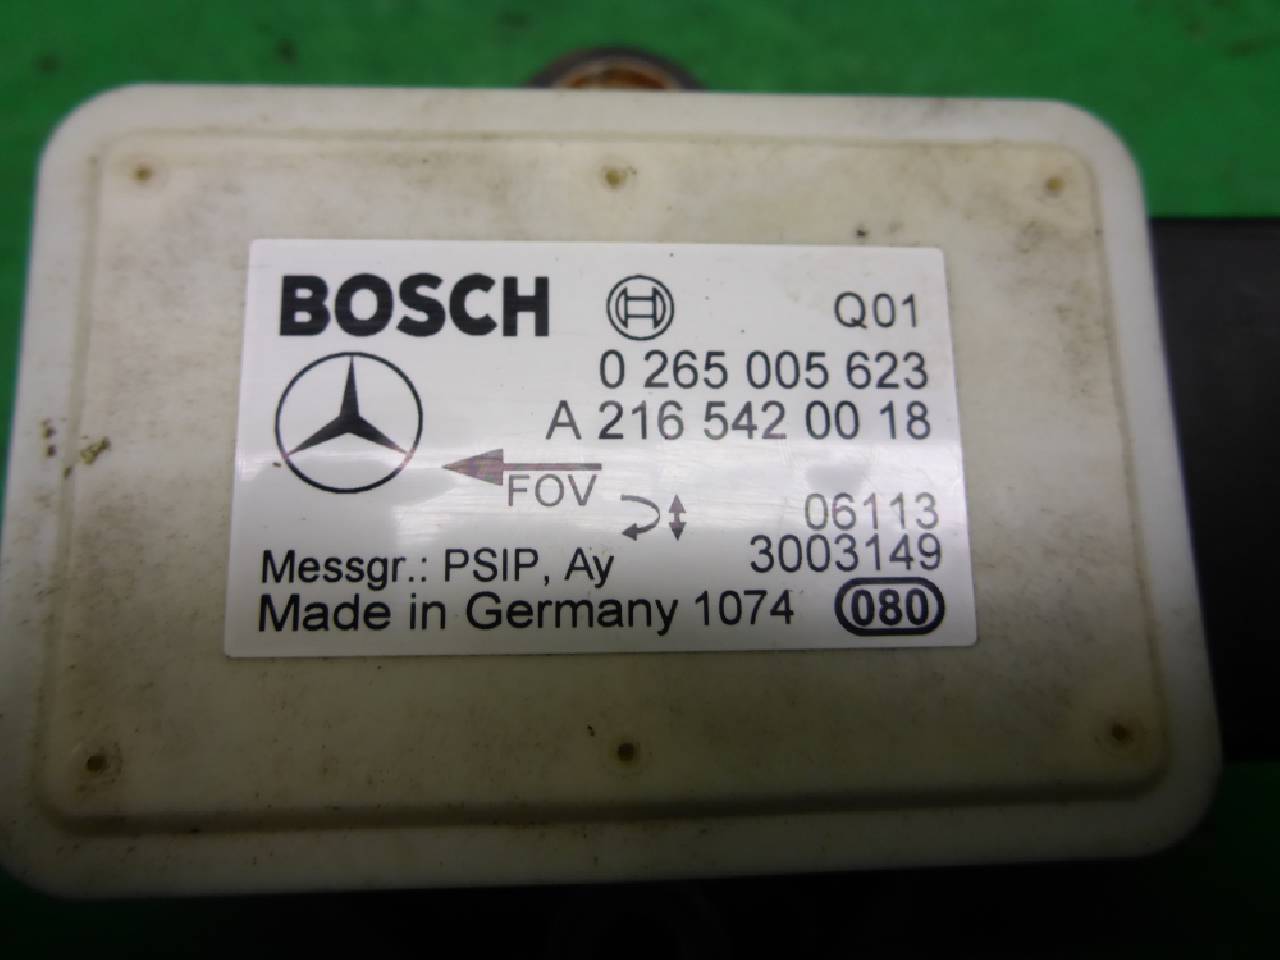 BOSCH
Q01
0 265 005 623
A 216 542 00 18
FOV
06113
3003149
Messgr.: PSIP, Ay
Made in Germany 1074 080